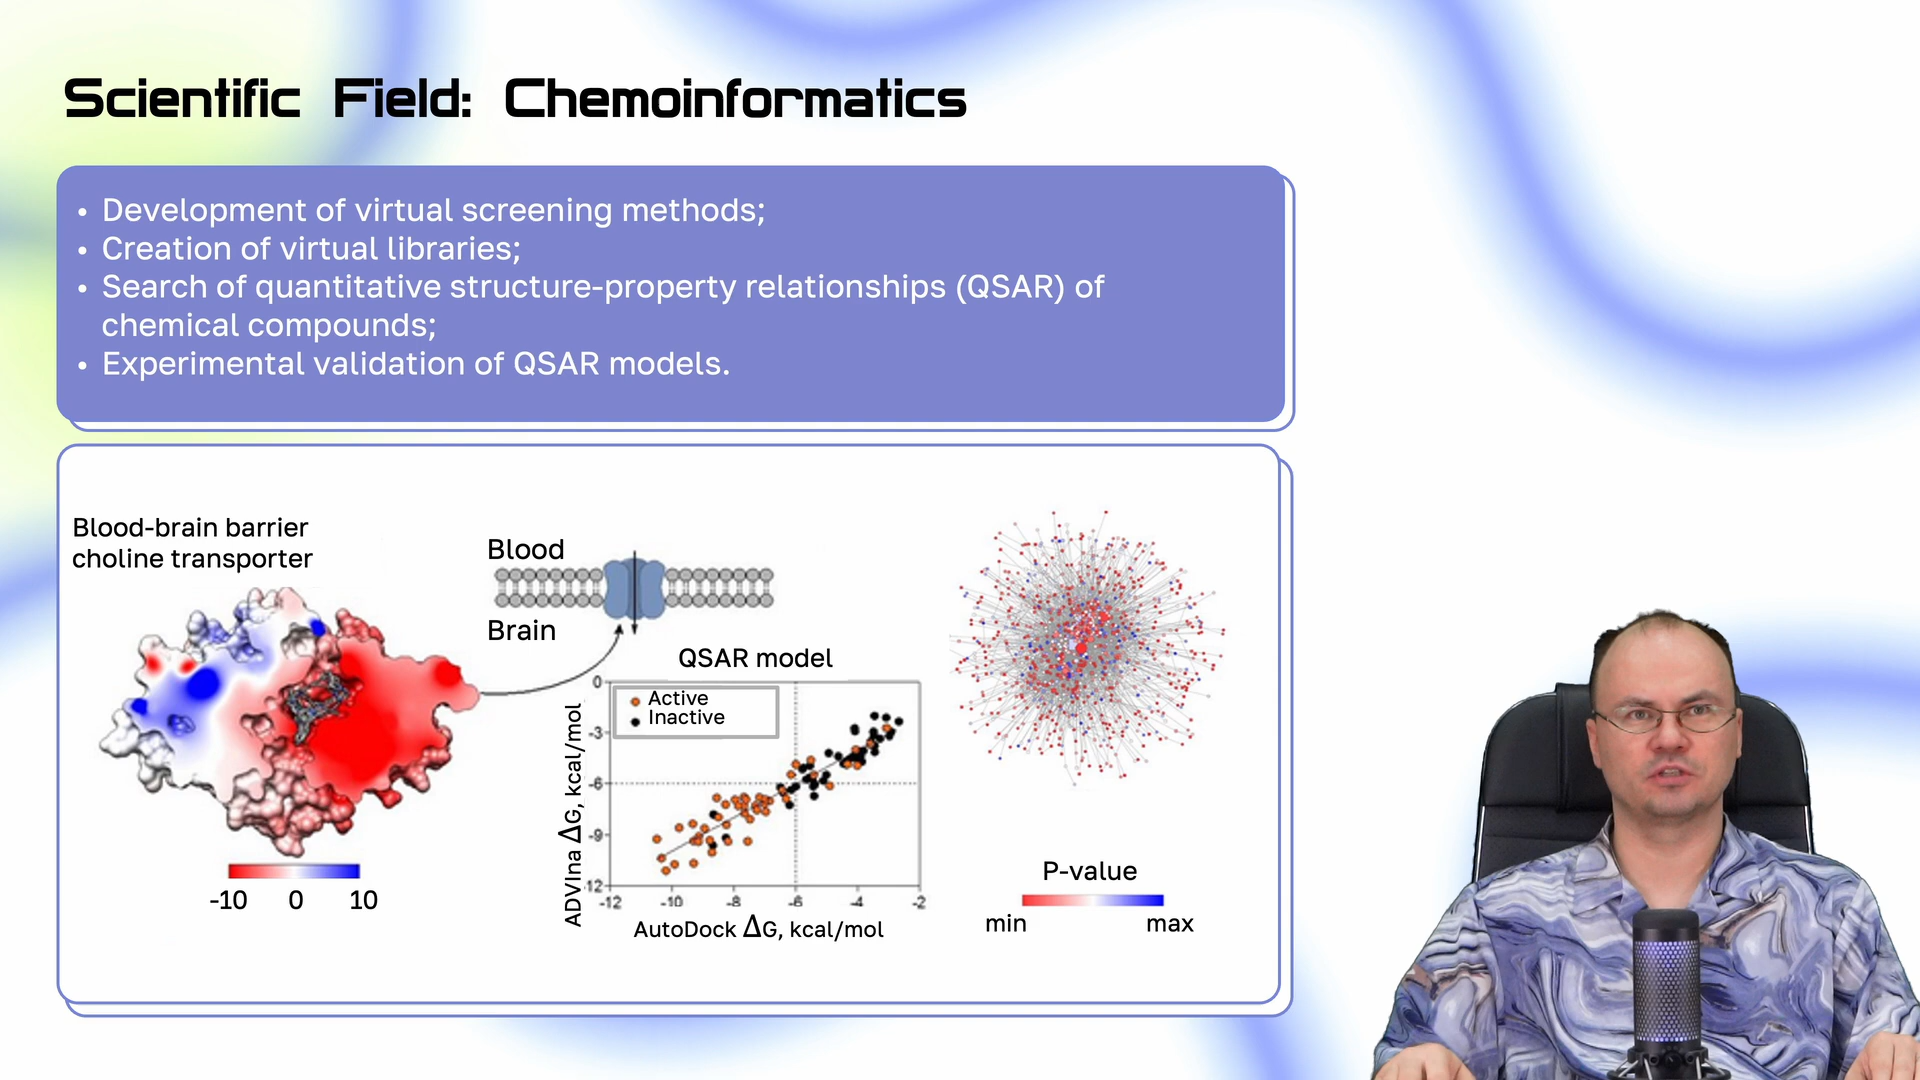 Scientific Field: Chemoinformatics
• Development of virtual screening methods;
• Creation of virtual libraries;
• Search of quantitative structure-property relationships (QSAR) of
chemical compounds;
• Experimental validation of QSAR models.
Blood-brain barrier
choline transporter
-10 0 10
Blood
Brain
QSAR model
Active
Inactive
0
-3
-6
-9
-12
-12 -10 -8 -6 -4 -2
ADVIna ΔG, kcal/mol
AutoDock ΔG, kcal/mol
P-value
min max